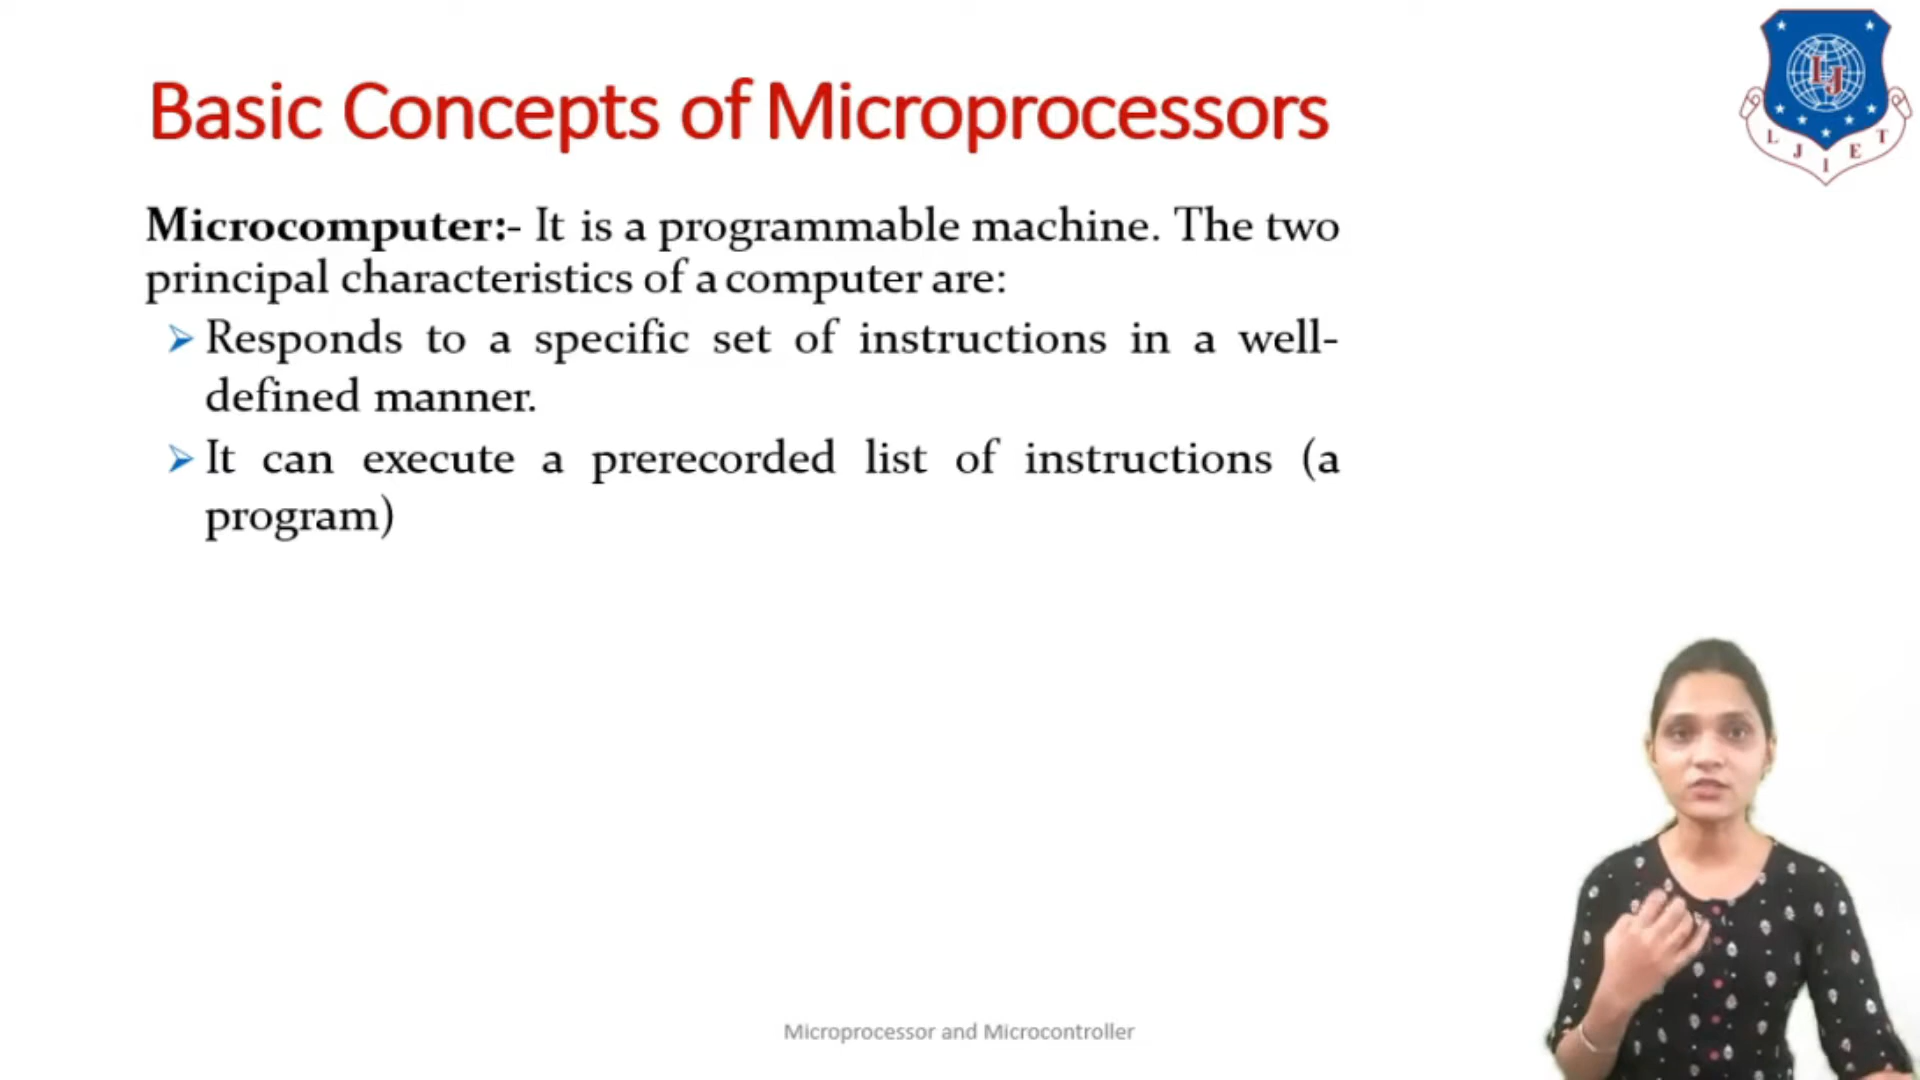 Basic Concepts of Microprocessors
LJ
L J I E T
Microcomputer:- It is a programmable machine. The two
principal characteristics of a computer are:
Responds to a specific set of instructions in a well-
defined manner.
It can execute a prerecorded list of instructions (a
program)
Microprocessor and Microcontroller